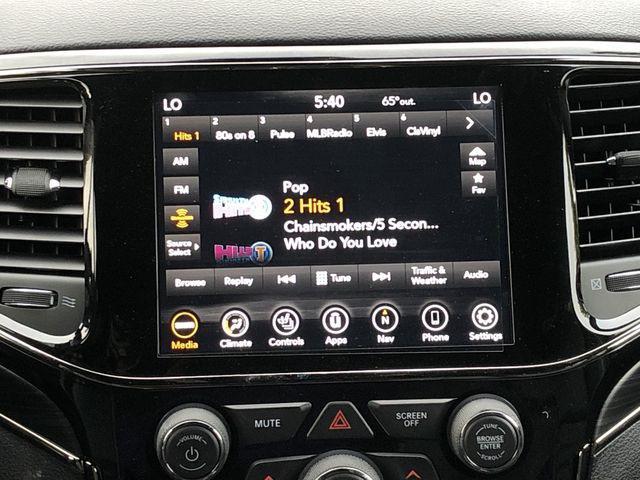 LO 5:40 65°out. LO
1 2 3 4 5 6
Hits 1 80s on 8 Pulse MLBRadio Elvis ClsVinyl
AM
Map
FM
Fav
Pop
2 Hits 1
Chainsmokers/5 Secon...
Who Do You Love
Source
Select
Browse Replay Tune Traffic & Weather Audio
Media Climate Controls Apps N Nav Phone Settings
VOLUME
MUTE
SCREEN
OFF
TUNE
BROWSE
ENTER
SCROLL